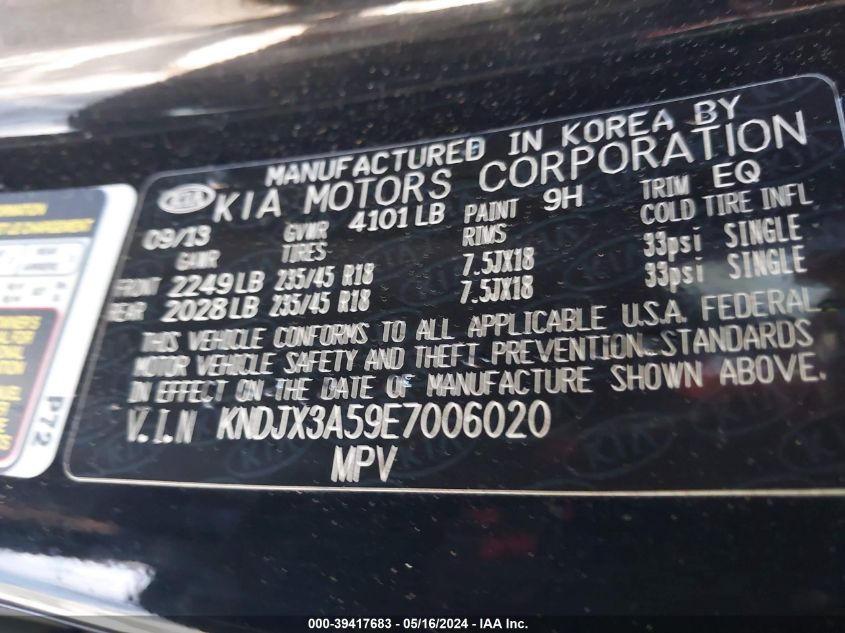 MANUFACTURED IN KOREA BY
KIA KIA MOTORS CORPORATION
09/13 GVWR 4101 LB PAINT 9H TRIM EQ
GAWR TIRES RIMS COLD TIRE INFL
FRONT 2249 LB 235/45 R18 7.5JX18 33psi SINGLE
REAR 2028 LB 235/45 R18 7.5JX18 33psi SINGLE
THIS VEHICLE CONFORMS TO ALL APPLICABLE U.S.A. FEDERAL
MOTOR VEHICLE SAFETY AND THEFT PREVENTION STANDARDS
IN EFFECT ON THE DATE OF MANUFACTURE SHOWN ABOVE.
V.I.N KNDJX3A59E7006020
MPV
P72
000-39417683 - 05/16/2024 - IAA Inc.